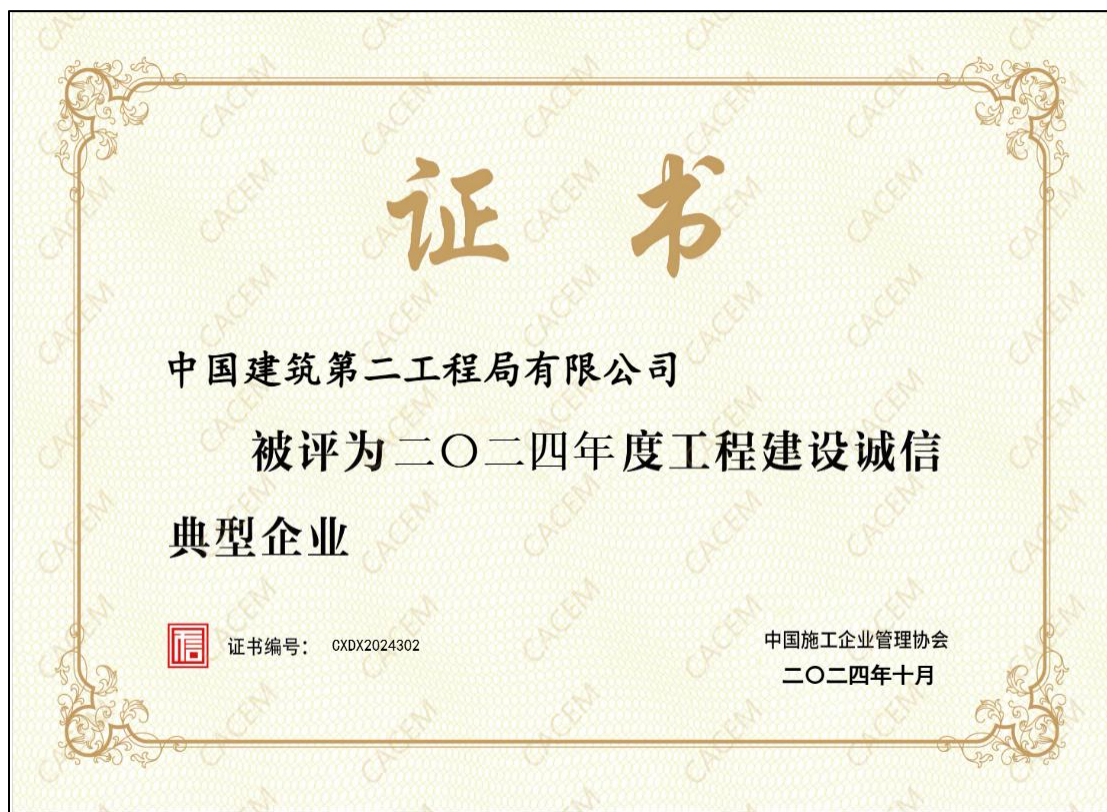 证书
中国建筑第二工程局有限公司
被评为二〇二四年度工程建设诚信
典型企业
信 证书编号： CXDX2024302
中国施工企业管理协会
二〇二四年十月
CACEM